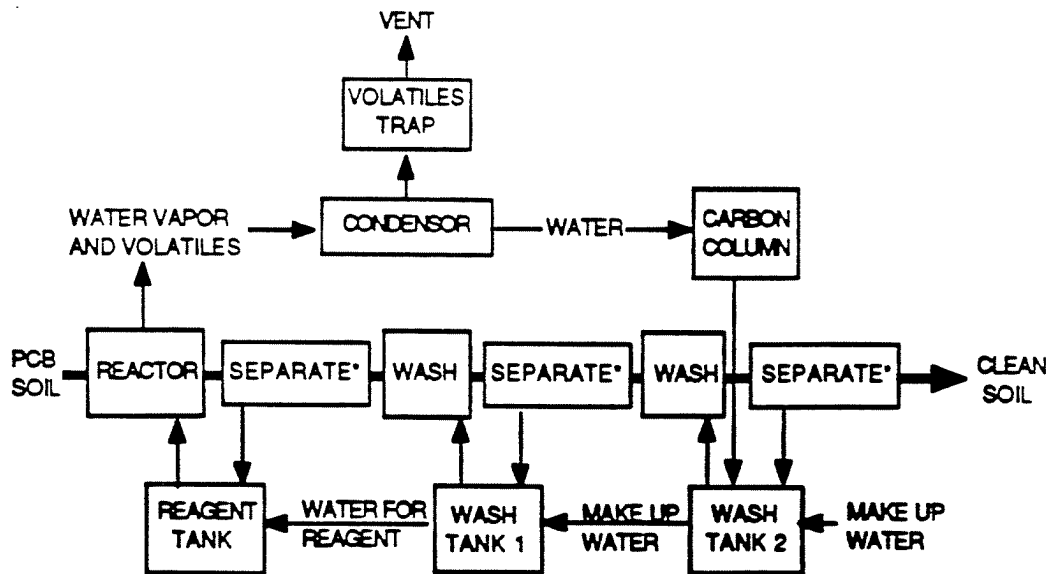 VENT
VOLATILES
TRAP
WATER VAPOR
AND VOLATILES
CONDENSOR
WATER
CARBON
COLUMN
PCB
SOIL
REACTOR
SEPARATE*
WASH
SEPARATE*
WASH
SEPARATE*
CLEAN
SOIL
REAGENT
TANK
WATER FOR
REAGENT
WASH
TANK 1
MAKE UP
WATER
WASH
TANK 2
MAKE UP
WATER